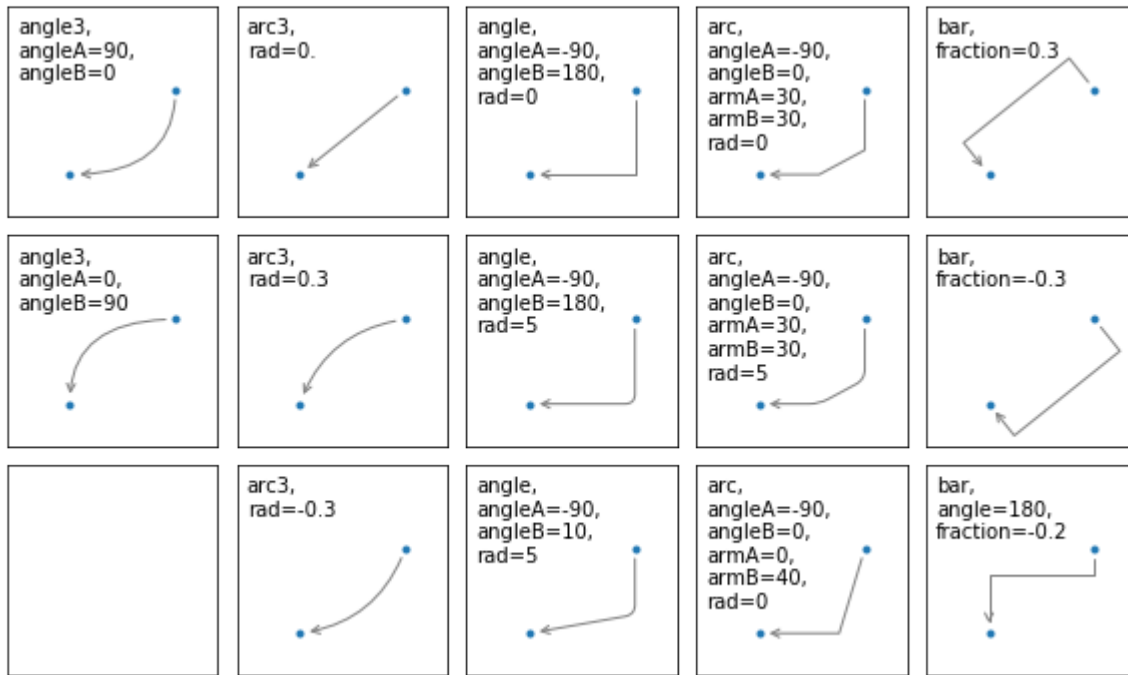 angle3,
angleA=90,
angleB=0
arc3,
rad=0.
angle,
angleA=-90,
angleB=180,
rad=0
arc,
angleA=-90,
angleB=0,
armA=30,
armB=30,
rad=0
bar,
fraction=0.3
angle3,
angleA=0,
angleB=90
arc3,
rad=0.3
angle,
angleA=-90,
angleB=180,
rad=5
arc,
angleA=-90,
angleB=0,
armA=30,
armB=30,
rad=5
bar,
fraction=-0.3
arc3,
rad=-0.3
angle,
angleA=-90,
angleB=10,
rad=5
arc,
angleA=-90,
angleB=0,
armA=0,
armB=40,
rad=0
bar,
angle=180,
fraction=-0.2